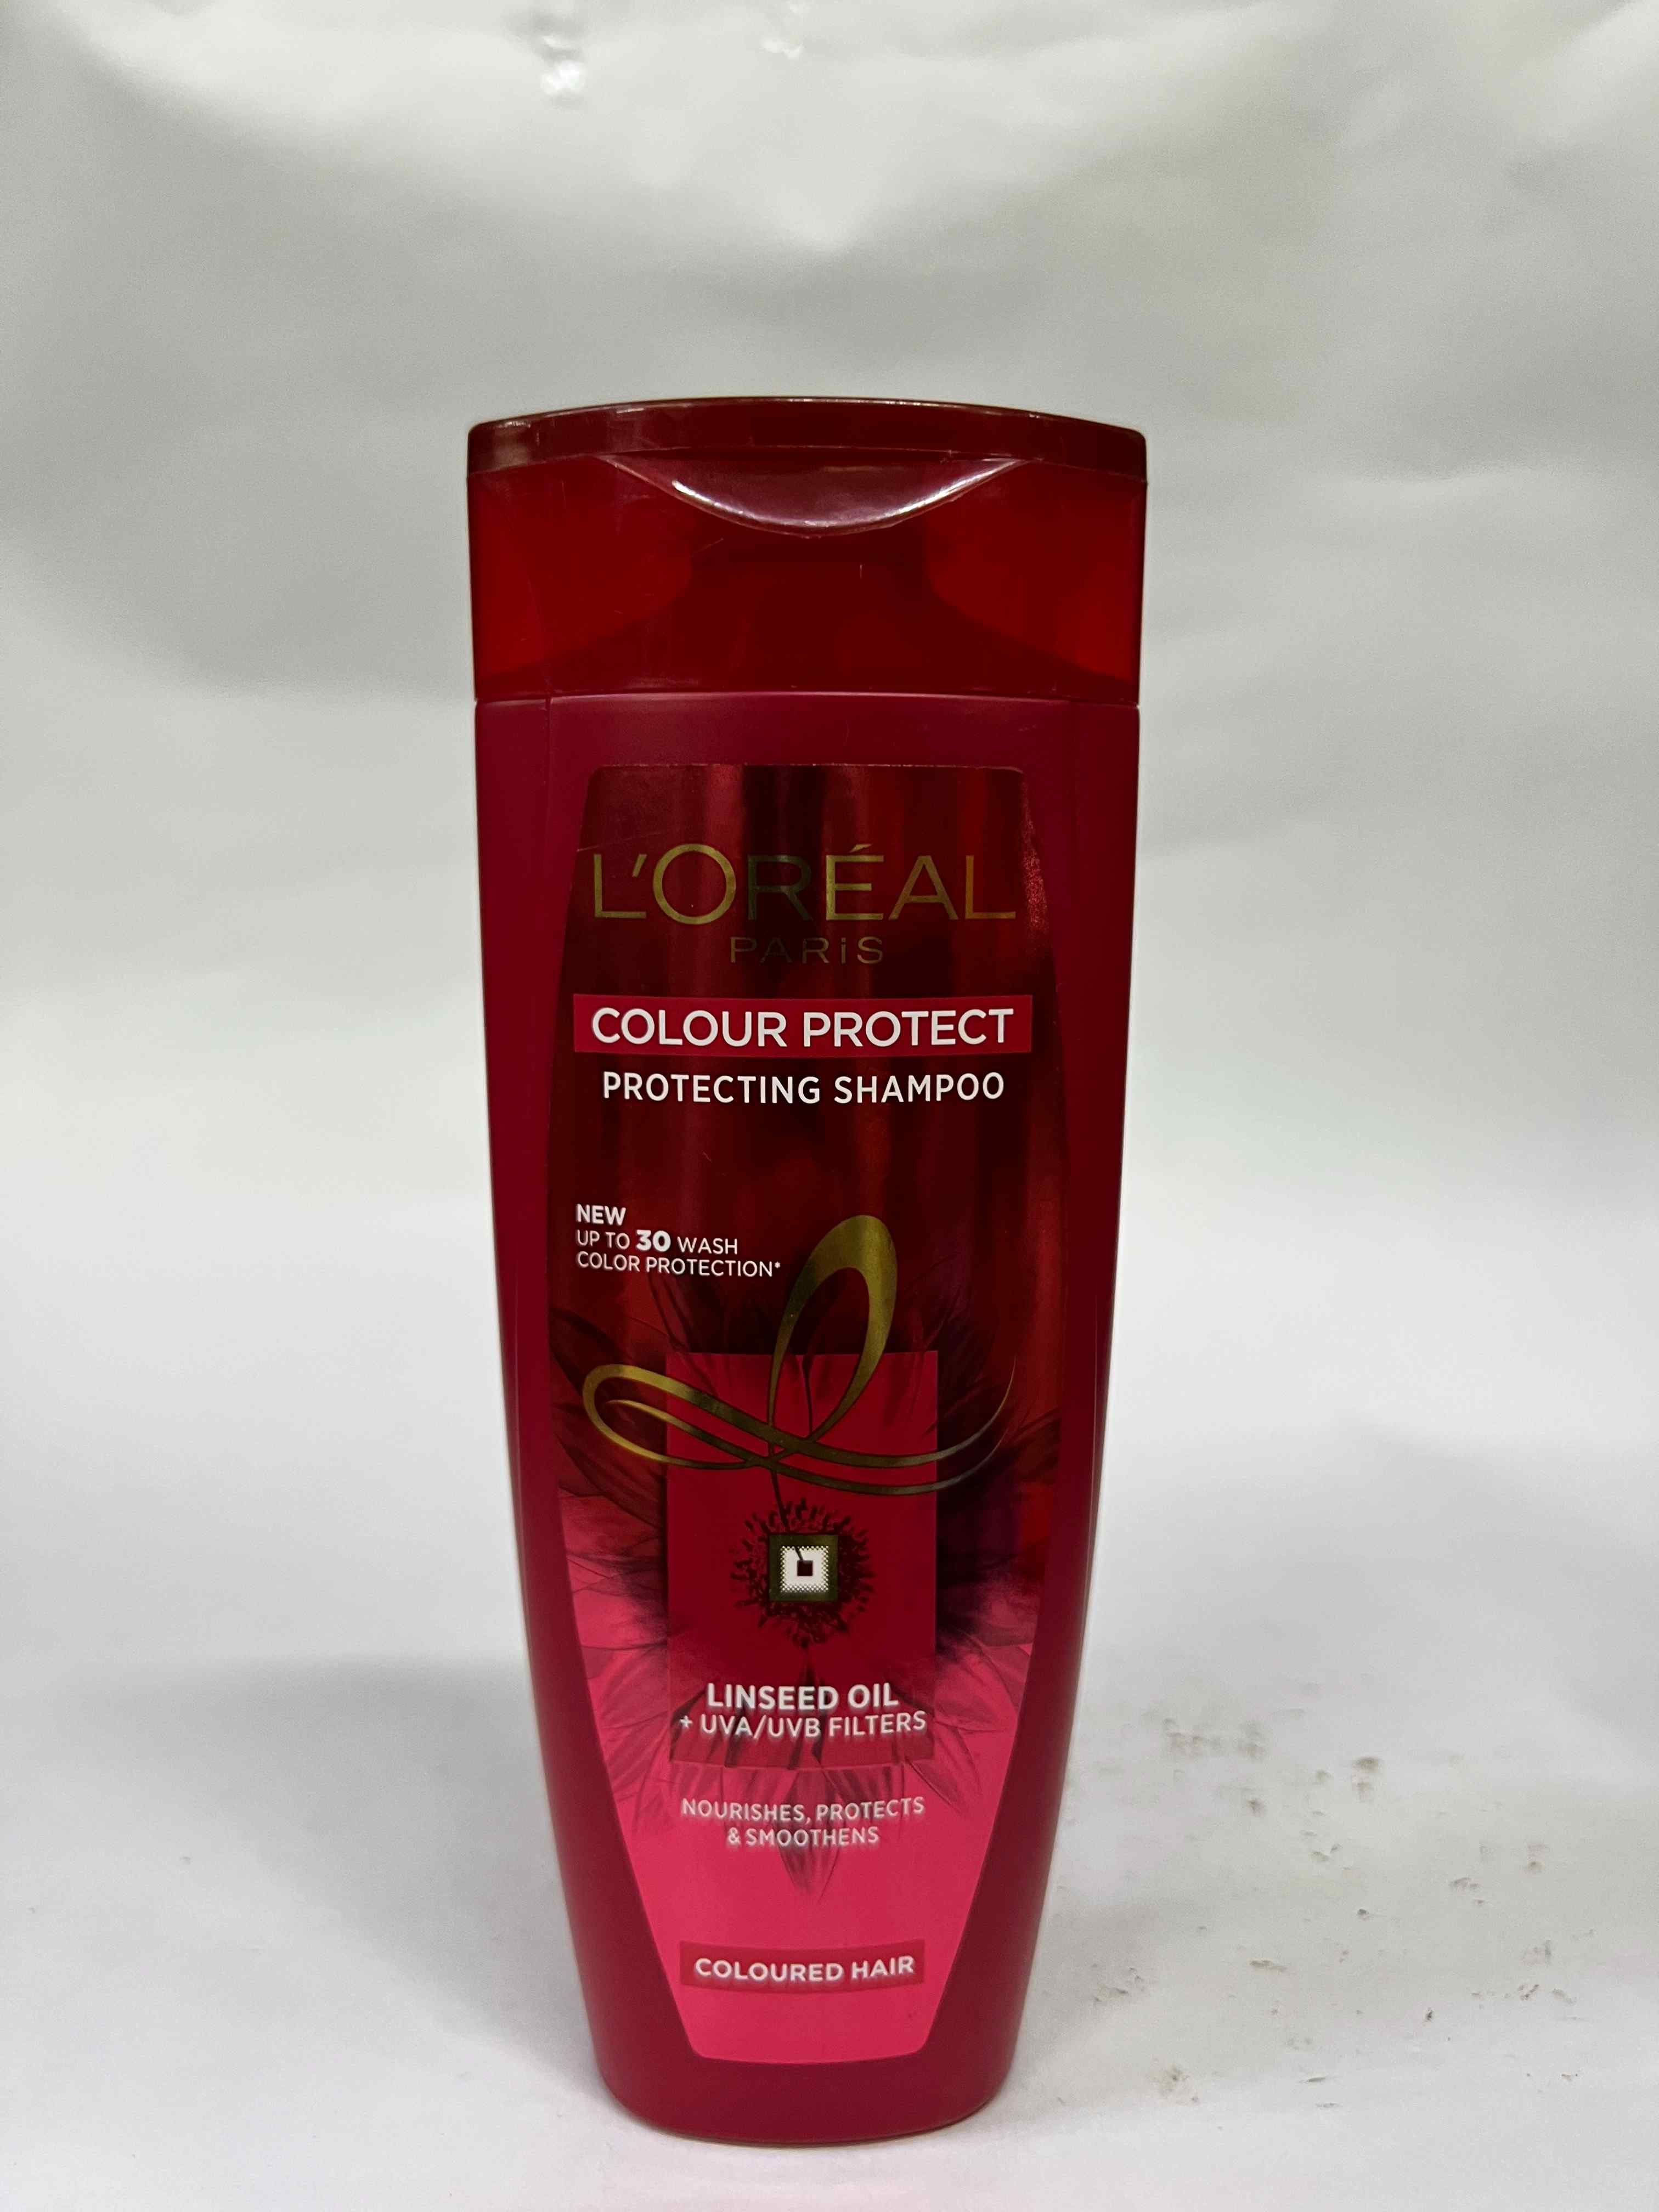 L'ORÉAL
PARiS
COLOUR PROTECT
PROTECTING SHAMPOO
NEW
UP TO 30 WASH
COLOR PROTECTION*
LINSEED OIL
+ UVA/UVB FILTERS
NOURISHES, PROTECTS
& SMOOTHENS
COLOURED HAIR